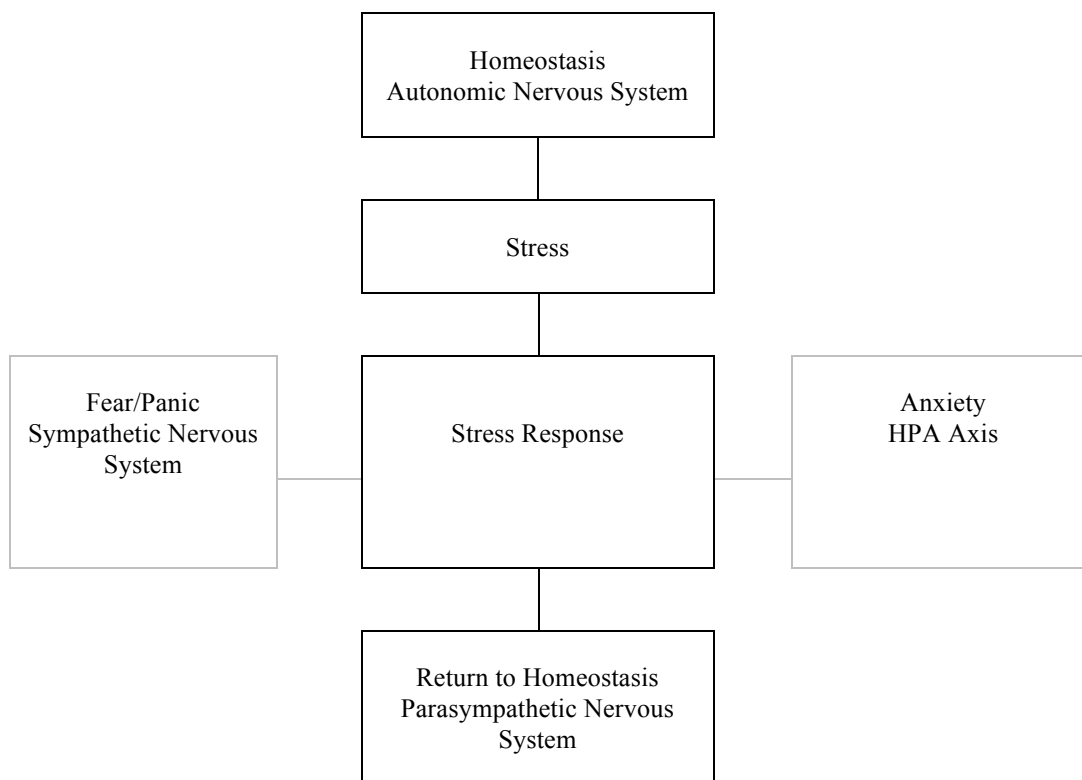 Homeostasis
Autonomic Nervous System
Stress
Fear/Panic
Sympathetic Nervous
System
Stress Response
Anxiety
HPA Axis
Return to Homeostasis
Parasympathetic Nervous
System